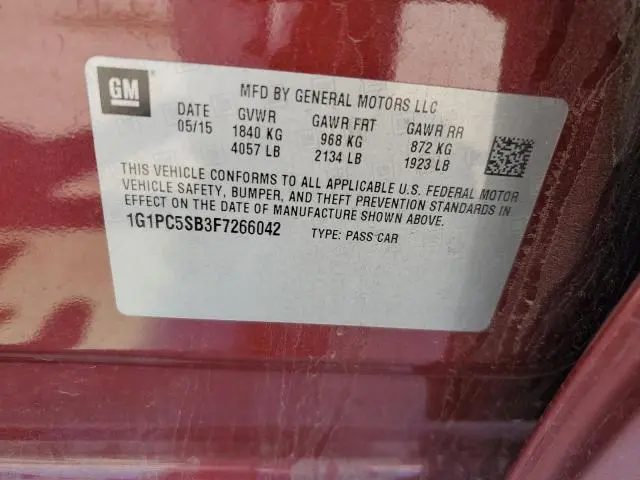 GM
MFD BY GENERAL MOTORS LLC
DATE GVWR GAWR FRT GAWR RR
05/15 1840 KG 968 KG 872 KG
4057 LB 2134 LB 1923 LB
THIS VEHICLE CONFORMS TO ALL APPLICABLE U.S. FEDERAL MOTOR
VEHICLE SAFETY, BUMPER, AND THEFT PREVENTION STANDARDS IN
EFFECT ON THE DATE OF MANUFACTURE SHOWN ABOVE.
1G1PC5SB3F7266042 TYPE: PASS CAR